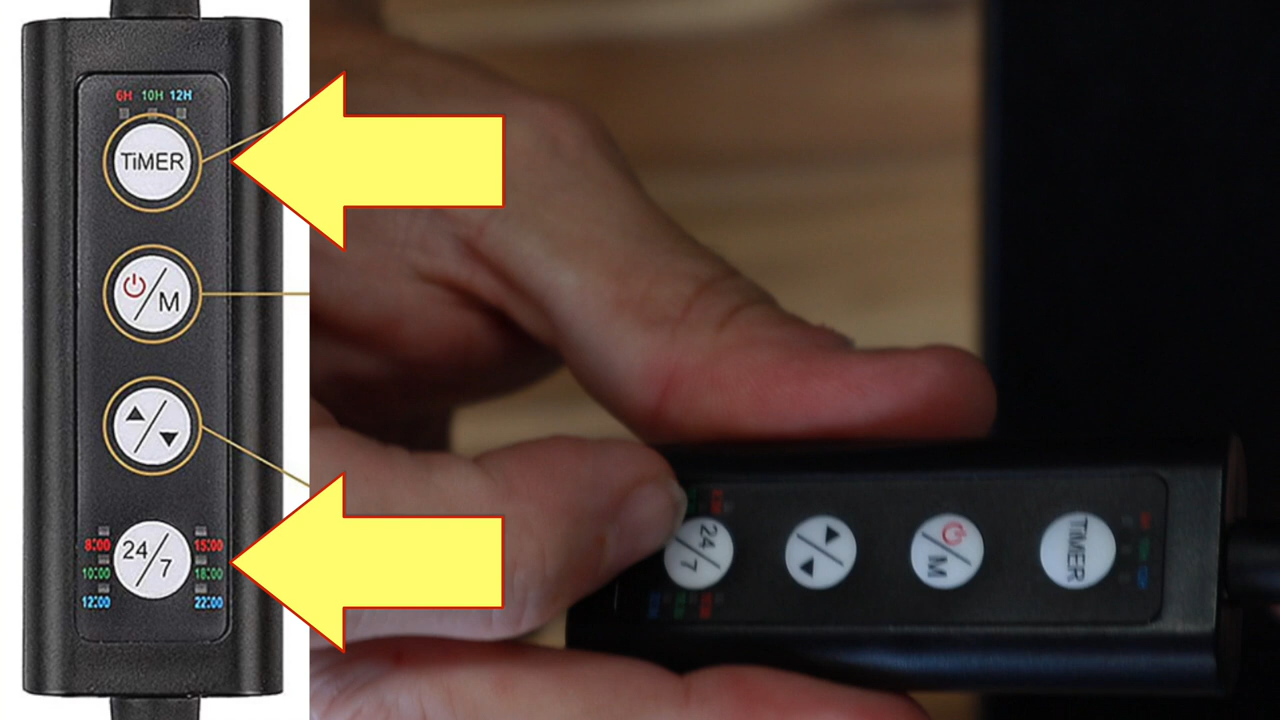 6H 10H 12H
TiMER
M
24/7
8:00 15:00
10:00 18:00
12:00 22:00
24/7
M
TiMER